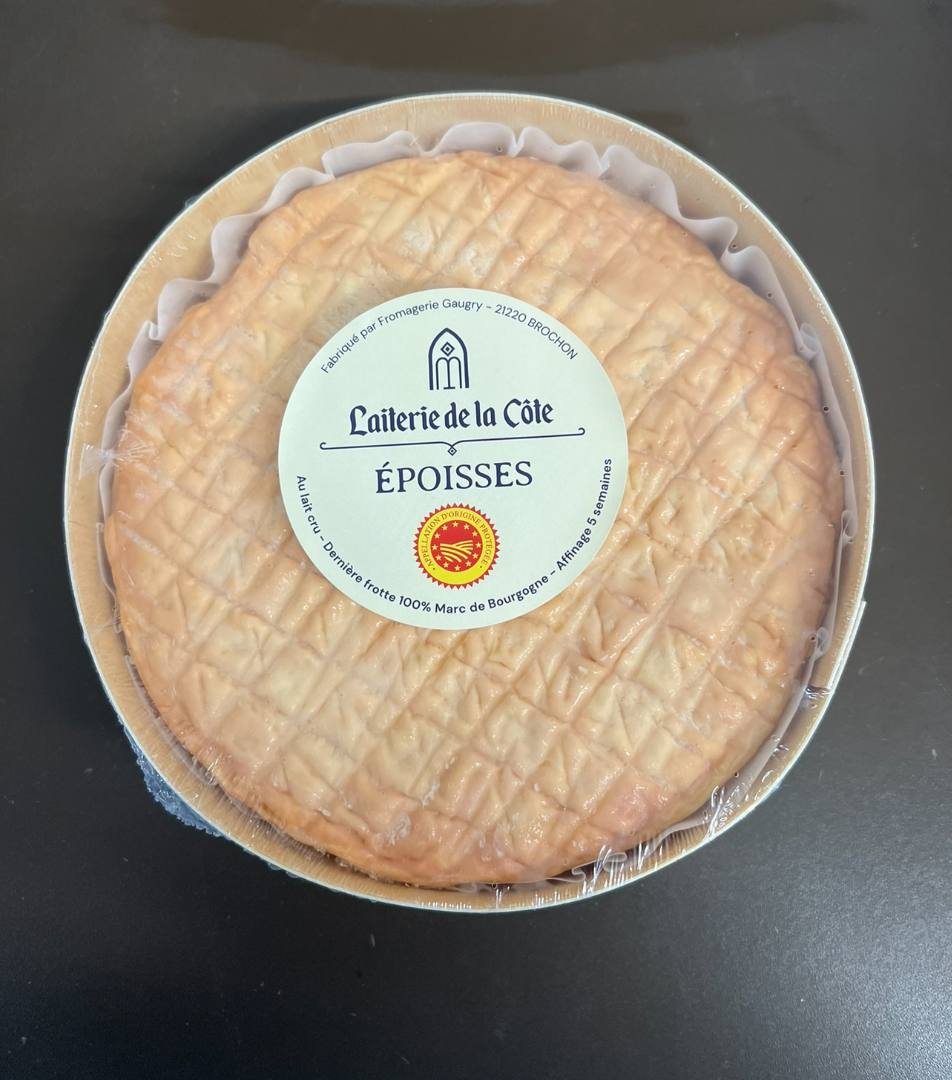 Fabriqué par Fromagerie Gaugry - 21220 BROCHON
Laiterie de la Côte
ÉPOISSES
APPELLATION D'ORIGINE PROTÉGÉE
Au lait cru - Dernière frotte 100% Marc de Bourgogne - Affinage 5 semaines